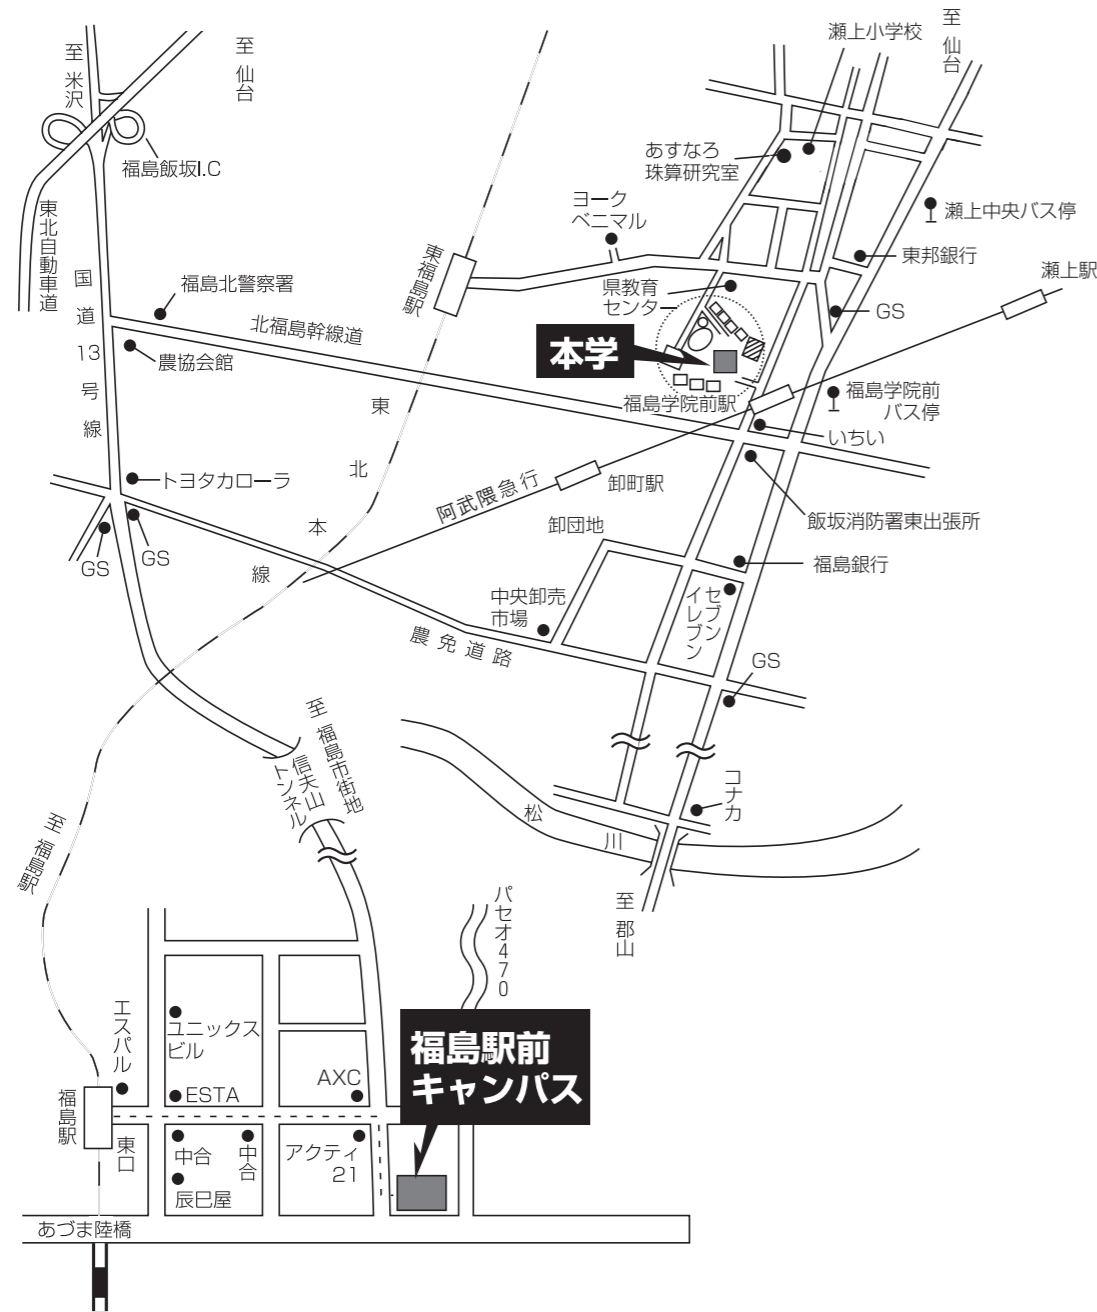 至 米沢
至 仙台
瀬上小学校
至 仙台
福島飯坂I.C
あすなろ
珠算研究室
東北自動車道
ヨーク
ベニマル
瀬上中央バス停
東邦銀行
瀬上駅
東福島駅
県教育
センター
GS
国道13号線
福島北警察署
北福島幹線道
農協会館
本学
福島学院前駅
福島学院前
バス停
いちい
東北本線
トヨタカローラ
阿武隈急行
卸町駅
飯坂消防署東出張所
GS
GS
卸団地
福島銀行
中央卸売
市場
セブン
イレブン
農免道路
GS
至 福島市街地
信夫山
トンネル
コナカ
松川
至 福島駅
至 郡山
パセオ470
エスパル
ユニックス
ビル
福島駅前
キャンパス
ESTA
AXC
福島駅
東口
中合
中合
アクティ
21
辰巳屋
あづま陸橋